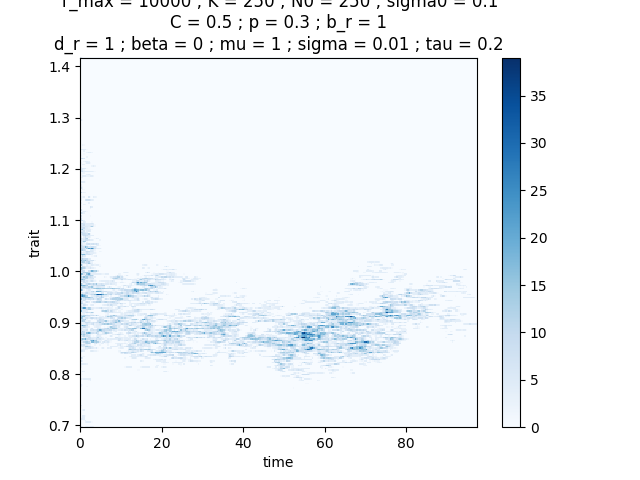 T_max = 10000 , K = 250 , N0 = 250 , sigma0 = 0.1
C = 0.5 ; p = 0.3 ; b_r = 1
d_r = 1 ; beta = 0 ; mu = 1 ; sigma = 0.01 ; tau = 0.2
1.4
1.3
1.2
1.1
1.0
0.9
0.8
0.7
trait
0 20 40 60 80
time
35
30
25
20
15
10
5
0